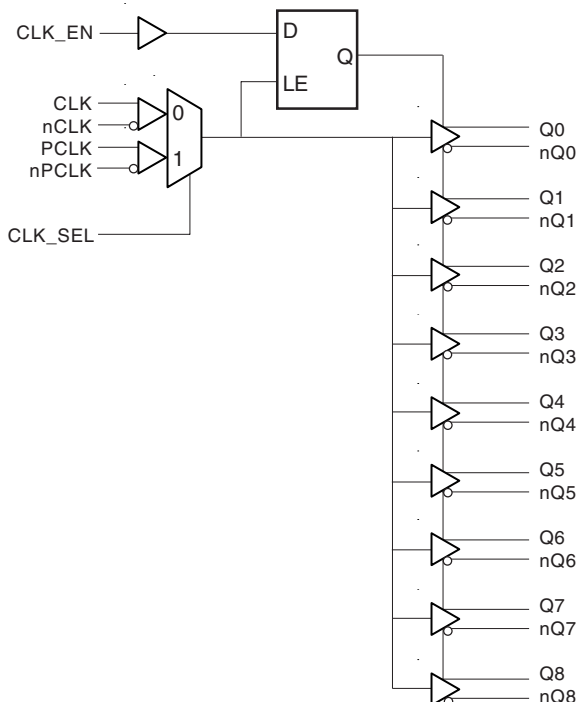 CLK_EN
D
Q
LE
CLK
nCLK
PCLK
nPCLK
0
1
CLK_SEL
Q0
nQ0
Q1
nQ1
Q2
nQ2
Q3
nQ3
Q4
nQ4
Q5
nQ5
Q6
nQ6
Q7
nQ7
Q8
nQ8